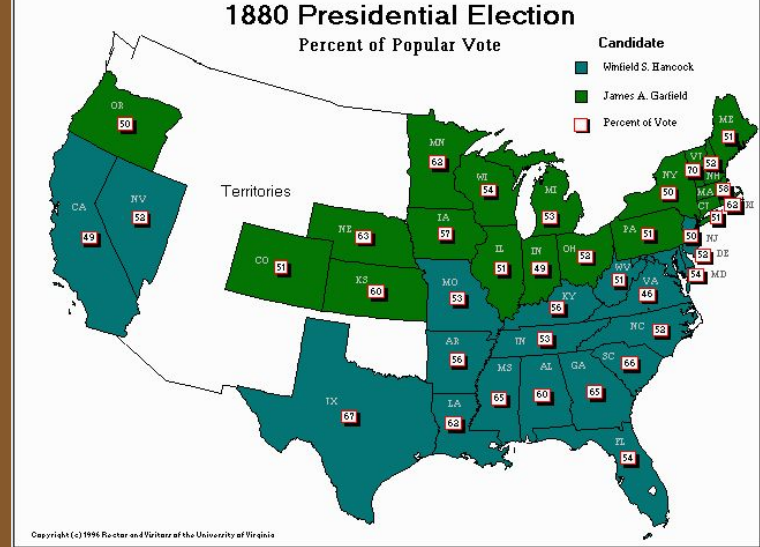 1880 Presidential Election
Percent of Popular Vote
Candidate
Winfield S. Hancock
James A. Garfield
Percent of Vote
Territories
OR
50
CA
49
NV
52
CO
51
NE
63
KS
60
TX
67
MN
62
IA
57
MO
53
AR
56
LA
62
WI
54
IL
51
MI
53
IN
49
OH
52
KY
56
TN
53
MS
65
AL
60
GA
65
FL
54
SC
66
NC
52
VA
46
WV
51
PA
51
NY
50
VT
70
NH
52
ME
51
MA
58
RI
62
CT
51
NJ
50
DE
52
MD
54
Copyright (c) 1996 Rector and Visitors of the University of Virginia